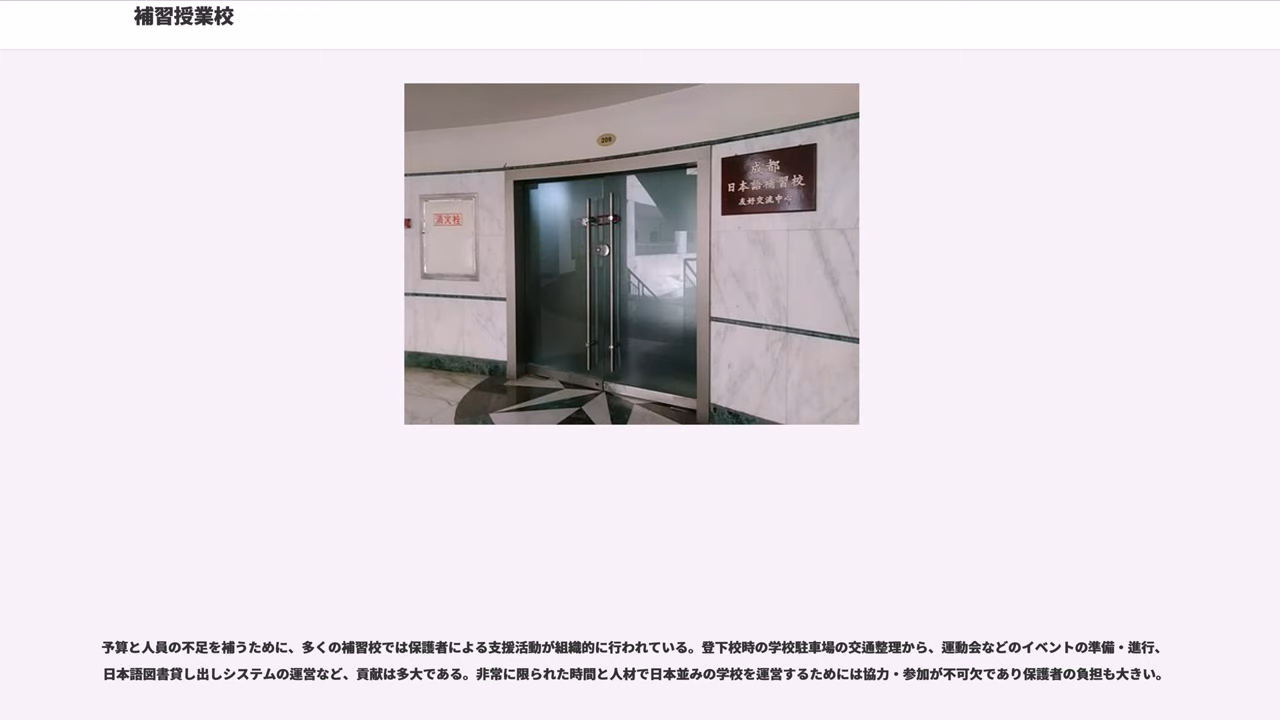 補習授業校
209
成都
日本語補習校
友好交流中心
消火栓
予算と人員の不足を補うために、多くの補習校では保護者による支援活動が組織的に行われている。登下校時の学校駐車場の交通整理から、運動会などのイベントの準備・進行、
日本語図書貸し出しシステムの運営など、貢献は多大である。非常に限られた時間と人材で日本並みの学校を運営するためには協力・参加が不可欠であり保護者の負担も大きい。